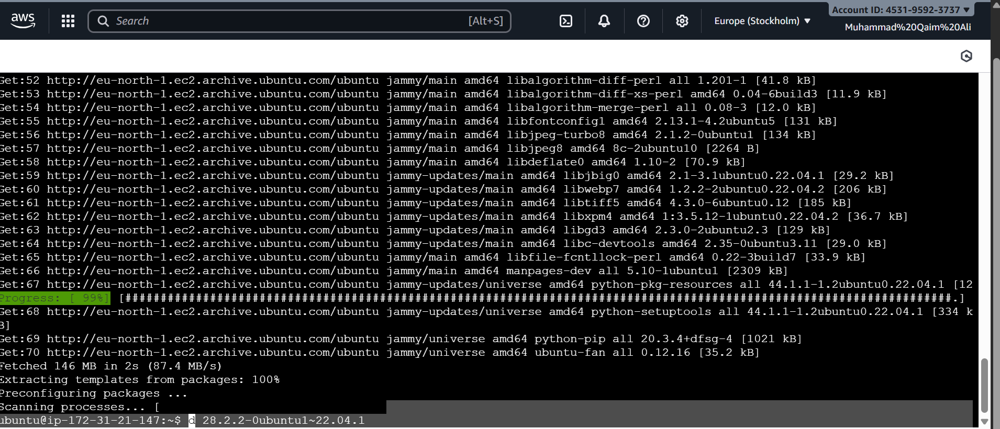 aws
Search [Alt+S]
Europe (Stockholm)
Account ID: 4531-9592-3737
Muhammad%20Qaim%20Ali
Get:52 http://eu-north-1.ec2.archive.ubuntu.com/ubuntu jammy/main amd64 libalgorithm-diff-perl all 1.201-1 [41.8 kB]
Get:53 http://eu-north-1.ec2.archive.ubuntu.com/ubuntu jammy/main amd64 libalgorithm-diff-xs-perl amd64 0.04-6build3 [11.9 kB]
Get:54 http://eu-north-1.ec2.archive.ubuntu.com/ubuntu jammy/main amd64 libalgorithm-merge-perl all 0.08-3 [12.0 kB]
Get:55 http://eu-north-1.ec2.archive.ubuntu.com/ubuntu jammy/main amd64 libfontconfig1 amd64 2.13.1-4.2ubuntu5 [131 kB]
Get:56 http://eu-north-1.ec2.archive.ubuntu.com/ubuntu jammy/main amd64 libjpeg-turbo8 amd64 2.1.2-0ubuntu1 [134 kB]
Get:57 http://eu-north-1.ec2.archive.ubuntu.com/ubuntu jammy/main amd64 libjpeg8 amd64 8c-2ubuntu10 [2264 B]
Get:58 http://eu-north-1.ec2.archive.ubuntu.com/ubuntu jammy/main amd64 libdeflate0 amd64 1.10-2 [70.9 kB]
Get:59 http://eu-north-1.ec2.archive.ubuntu.com/ubuntu jammy-updates/main amd64 libjbig0 amd64 2.1-3.1ubuntu0.22.04.1 [29.2 kB]
Get:60 http://eu-north-1.ec2.archive.ubuntu.com/ubuntu jammy-updates/main amd64 libwebp7 amd64 1.2.2-2ubuntu0.22.04.2 [206 kB]
Get:61 http://eu-north-1.ec2.archive.ubuntu.com/ubuntu jammy-updates/main amd64 libtiff5 amd64 4.3.0-6ubuntu0.12 [185 kB]
Get:62 http://eu-north-1.ec2.archive.ubuntu.com/ubuntu jammy-updates/main amd64 libxpm4 amd64 1:3.5.12-1ubuntu0.22.04.2 [36.7 kB]
Get:63 http://eu-north-1.ec2.archive.ubuntu.com/ubuntu jammy-updates/main amd64 libgd3 amd64 2.3.0-2ubuntu2.3 [129 kB]
Get:64 http://eu-north-1.ec2.archive.ubuntu.com/ubuntu jammy-updates/main amd64 libc-devtools amd64 2.35-0ubuntu3.11 [29.0 kB]
Get:65 http://eu-north-1.ec2.archive.ubuntu.com/ubuntu jammy/main amd64 libfile-fcntllock-perl amd64 0.22-3build7 [33.9 kB]
Get:66 http://eu-north-1.ec2.archive.ubuntu.com/ubuntu jammy/main amd64 manpages-dev all 5.10-1ubuntu1 [2309 kB]
Get:67 http://eu-north-1.ec2.archive.ubuntu.com/ubuntu jammy-updates/universe amd64 python-pkg-resources all 44.1.1-1.2ubuntu0.22.04.1 [12
Progress: [ 99%] [#####################################################################################################################.]
Get:68 http://eu-north-1.ec2.archive.ubuntu.com/ubuntu jammy-updates/universe amd64 python-setuptools all 44.1.1-1.2ubuntu0.22.04.1 [334 k
B]
Get:69 http://eu-north-1.ec2.archive.ubuntu.com/ubuntu jammy/universe amd64 python-pip all 20.3.4+dfsg-4 [1021 kB]
Get:70 http://eu-north-1.ec2.archive.ubuntu.com/ubuntu jammy/universe amd64 ubuntu-fan all 0.12.16 [35.2 kB]
Fetched 146 MB in 2s (87.4 MB/s)
Extracting templates from packages: 100%
Preconfiguring packages ...
Scanning processes... [
ubuntu@ip-172-31-21-147:~$ d 28.2.2-0ubuntu1~22.04.1